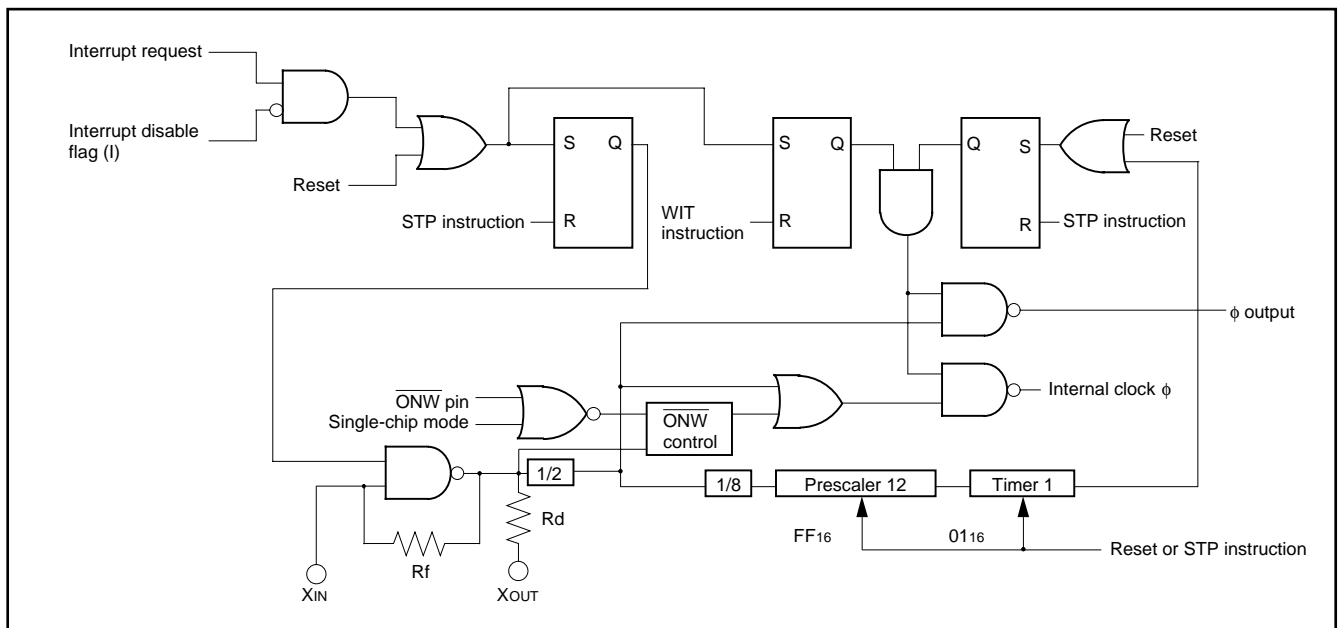 Interrupt request
Interrupt disable
flag (I)
Reset
S Q
R
STP instruction
S Q
R
WIT
instruction
Q S
R
Reset
STP instruction
ϕ output
Internal clock ϕ
ONW pin
Single-chip mode
ONW
control
1/2
1/8
Prescaler 12
Timer 1
Rd
Rf
FF16
0116
Reset or STP instruction
XIN
XOUT